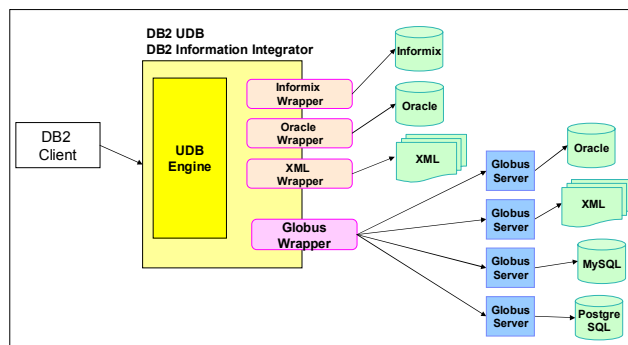 DB2 UDB
DB2 Information Integrator
DB2
Client
UDB
Engine
Informix
Wrapper
Oracle
Wrapper
XML
Wrapper
Globus
Wrapper
Informix
Oracle
XML
Globus
Server
Globus
Server
Globus
Server
Globus
Server
Oracle
XML
MySQL
Postgre
SQL